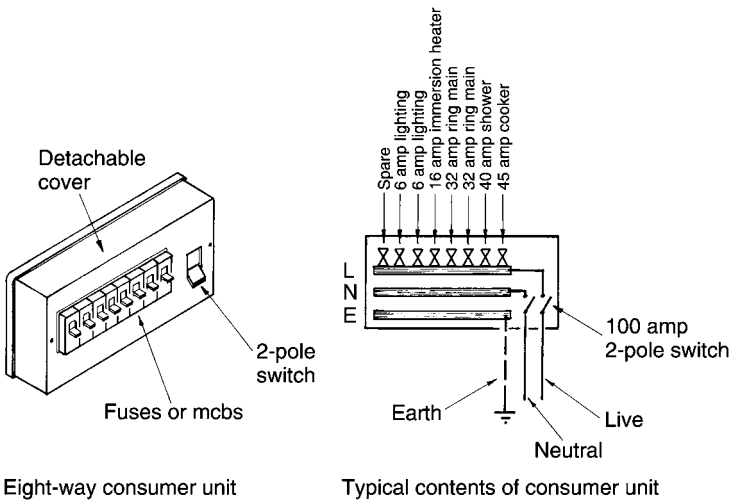 Detachable
cover
2-pole
switch
Fuses or mcbs
Eight-way consumer unit
Spare
6 amp lighting
6 amp lighting
16 amp immersion heater
32 amp ring main
32 amp ring main
40 amp shower
45 amp cooker
L
N
E
100 amp
2-pole switch
Earth
Live
Neutral
Typical contents of consumer unit